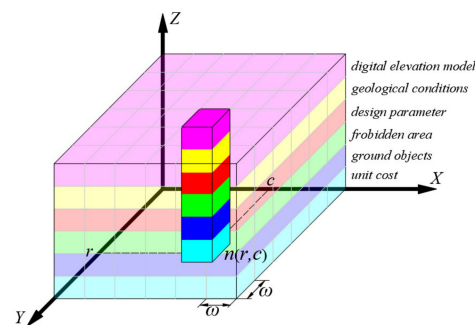 Z
digital elevation model
geological conditions
design parameter
frobidden area
ground objects
unit cost
c
X
r
n(r,c)
ω
ω
Y